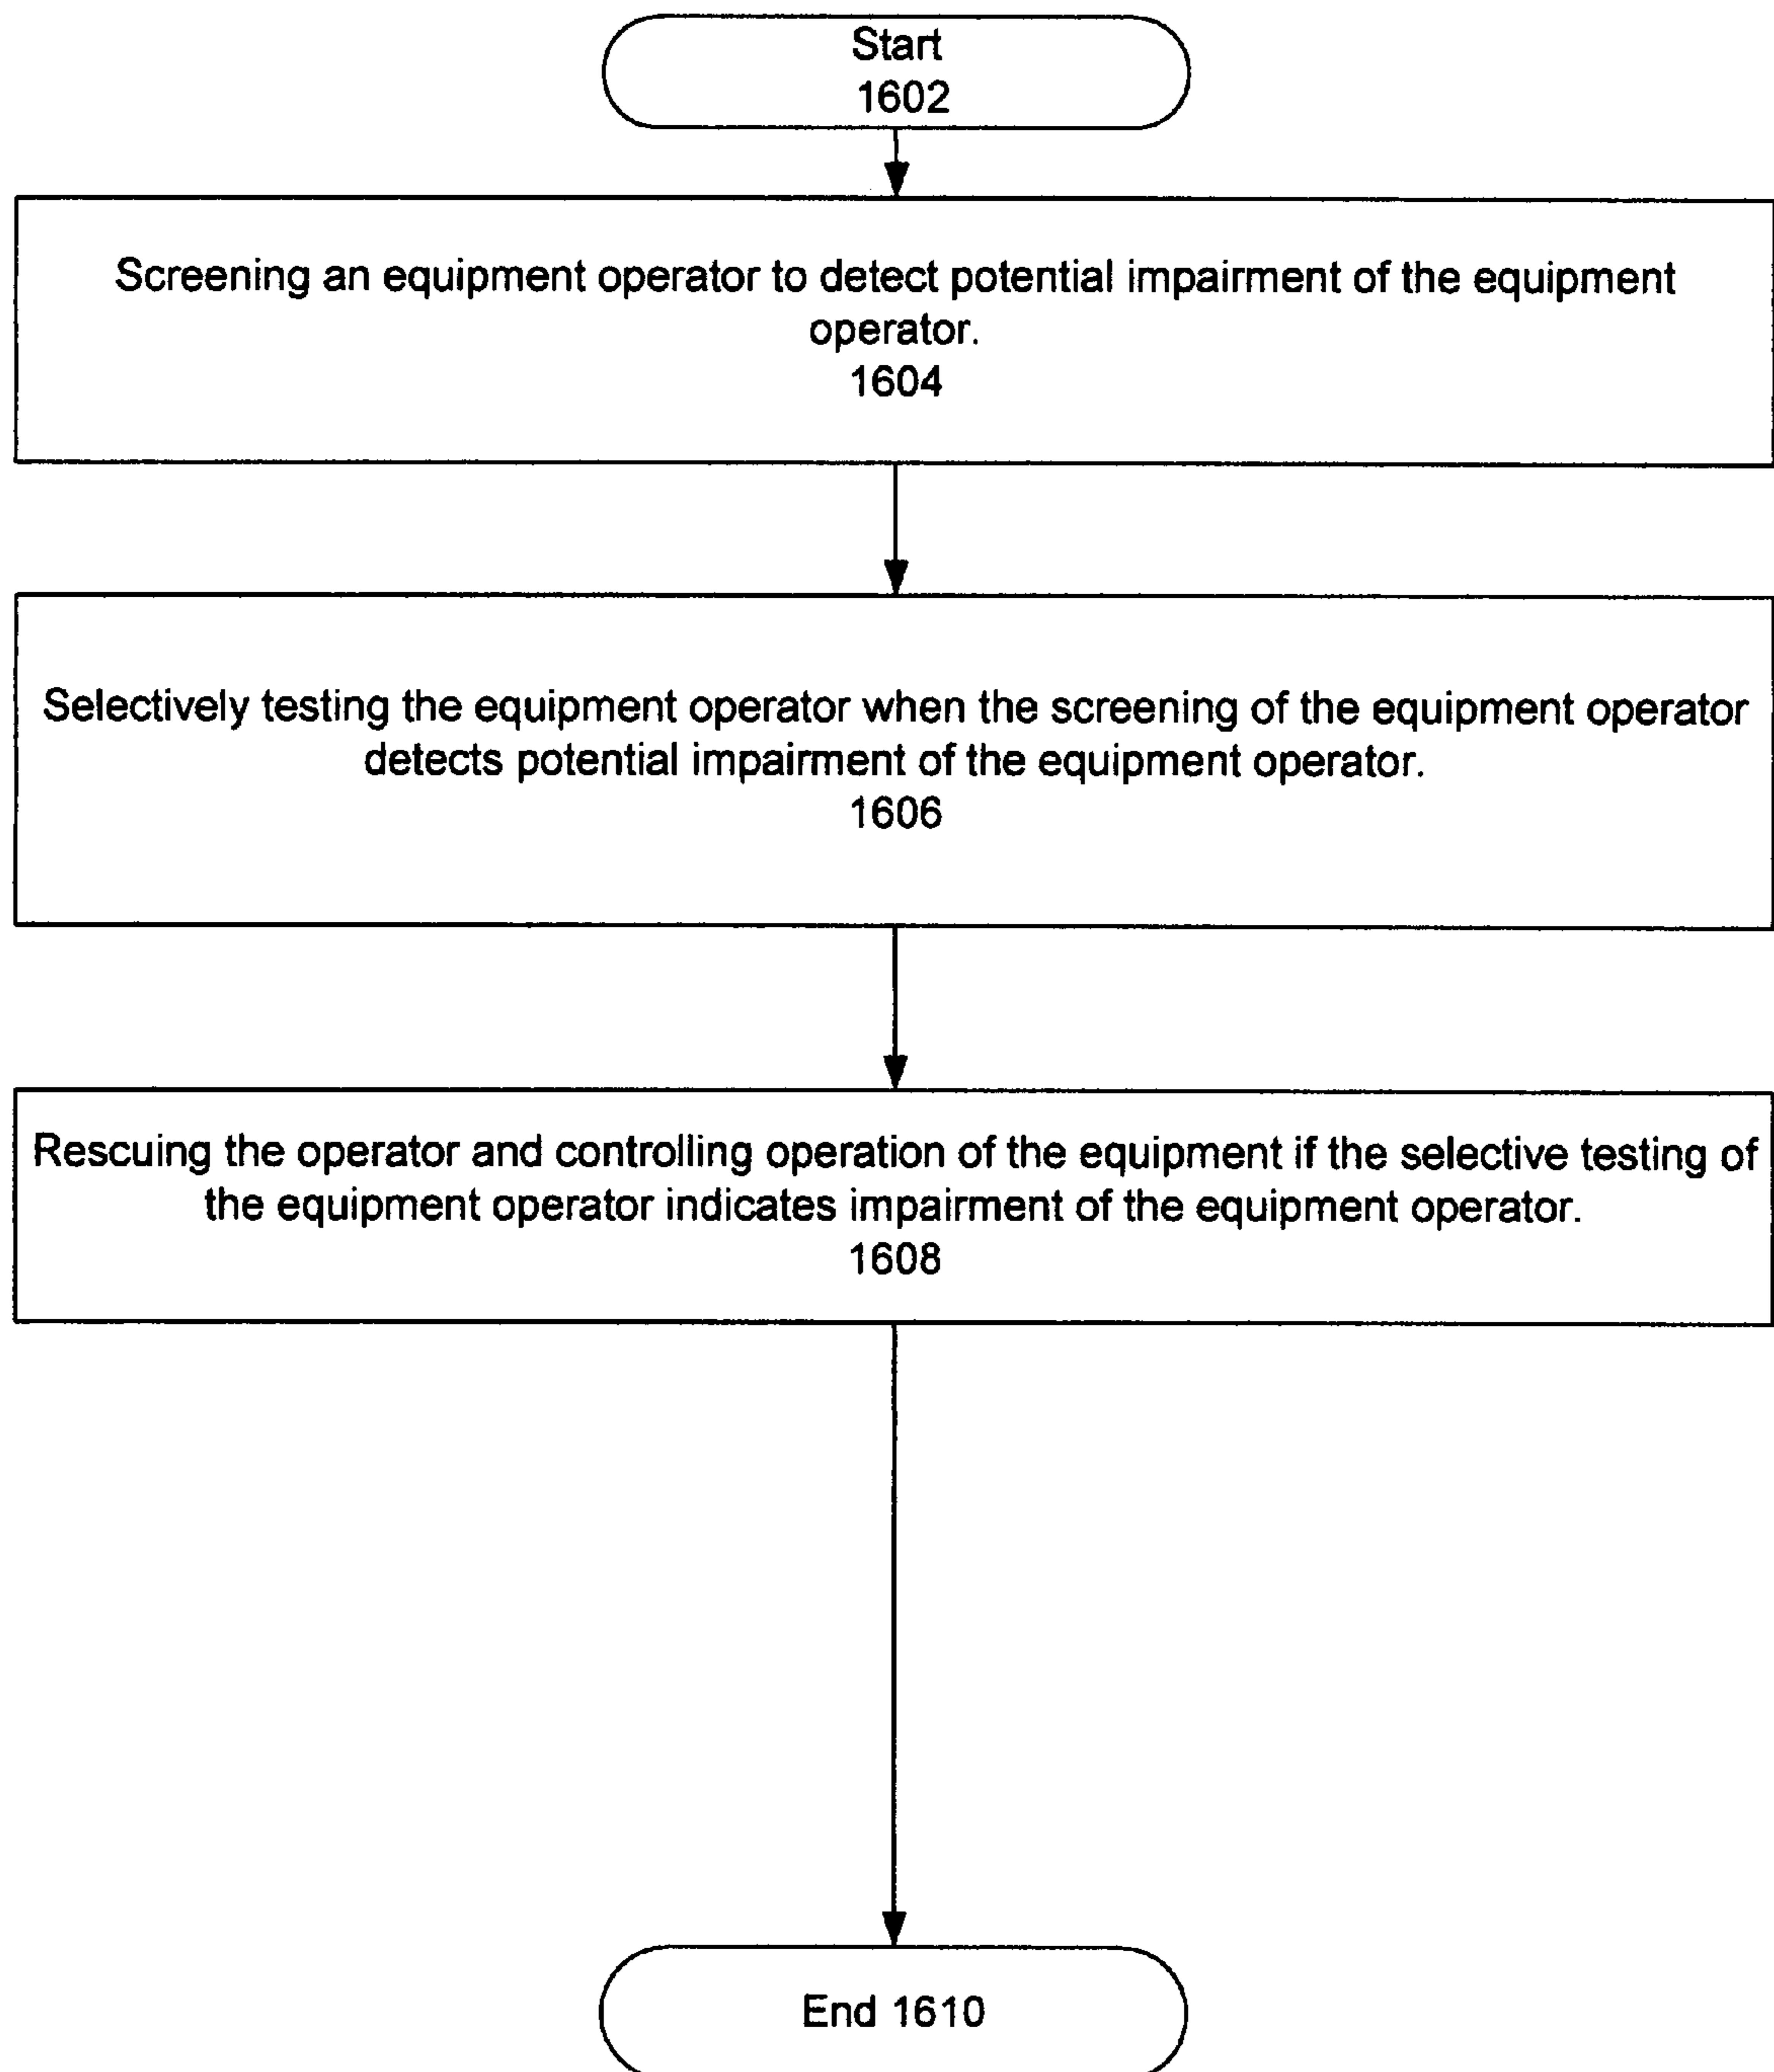 Start
1602
Screening an equipment operator to detect potential impairment of the equipment
operator.
1604
Selectively testing the equipment operator when the screening of the equipment operator
detects potential impairment of the equipment operator.
1606
Rescuing the operator and controlling operation of the equipment if the selective testing of
the equipment operator indicates impairment of the equipment operator.
1608
End 1610